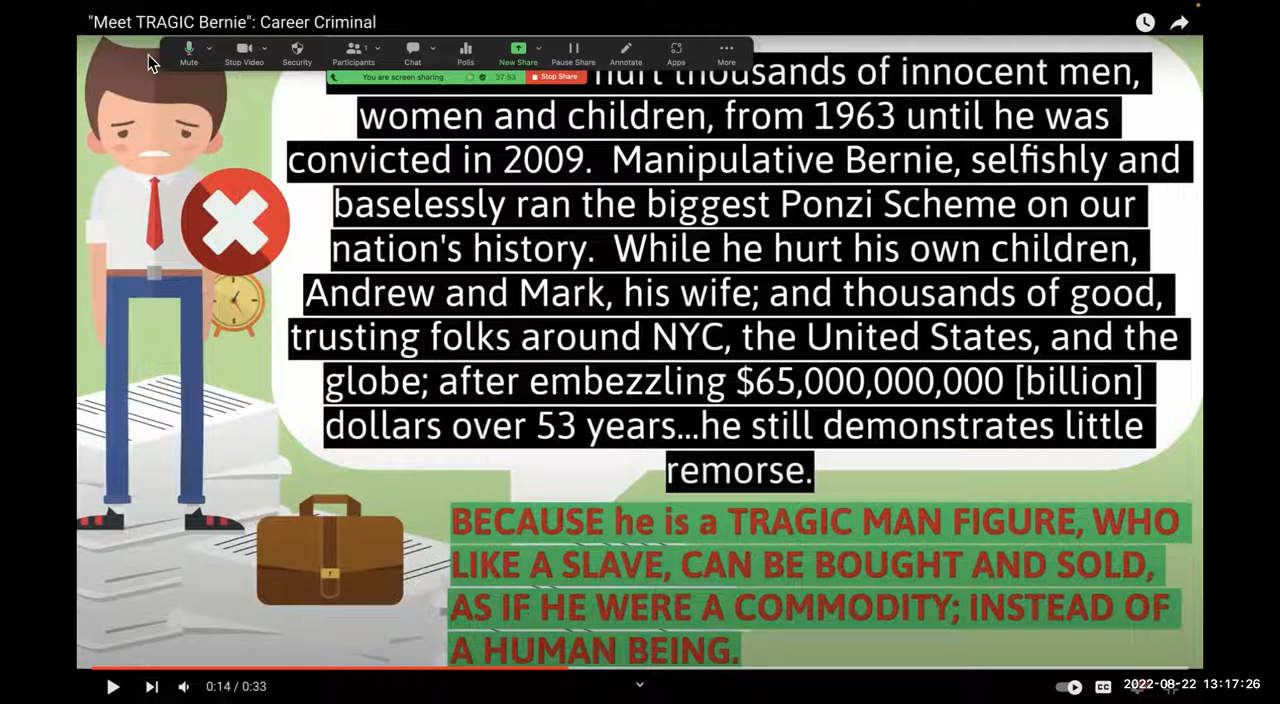 "Meet TRAGIC Bernie": Career Criminal
Mute
Stop Video
Security
Participants
1
Chat
Polls
New Share
Pause Share
Annotate
Apps
More
You are screen sharing
37:53
Stop Share
hurt thousands of innocent men,
women and children, from 1963 until he was
convicted in 2009. Manipulative Bernie, selfishly and
baselessly ran the biggest Ponzi Scheme on our
nation's history. While he hurt his own children,
Andrew and Mark, his wife; and thousands of good,
trusting folks around NYC, the United States, and the
globe; after embezzling $65,000,000,000 [billion]
dollars over 53 years...he still demonstrates little
remorse.
BECAUSE he is a TRAGIC MAN FIGURE, WHO
LIKE A SLAVE, CAN BE BOUGHT AND SOLD,
AS IF HE WERE A COMMODITY; INSTEAD OF
A HUMAN BEING.
0:14 / 0:33
CC
2022-08-22 13:17:26